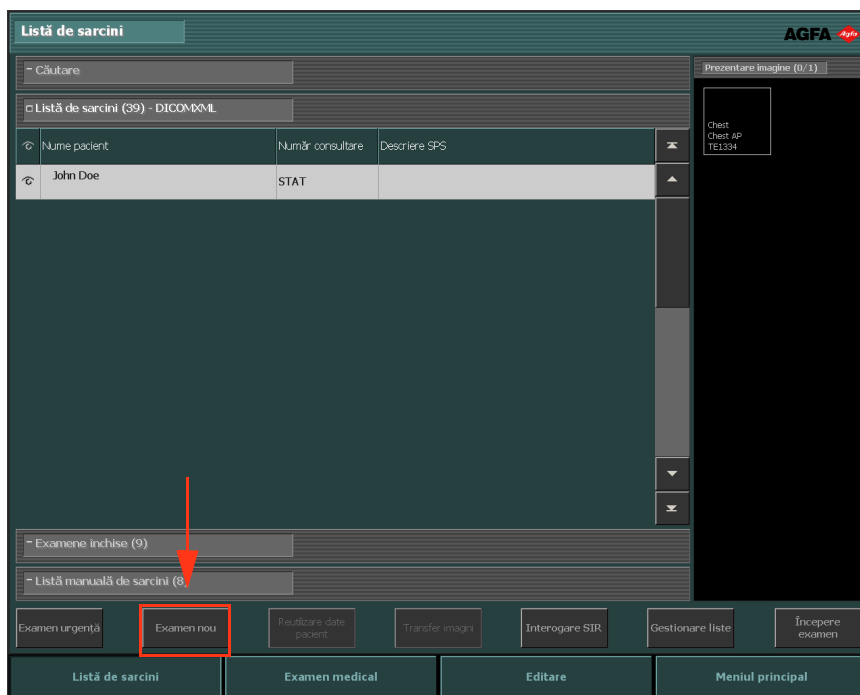 Listă de sarcini
AGFA Agfa
- Căutare
Prezentare imagine (0/1)
Listă de sarcini (39) - DICOMXML
Chest
Chest AP
TE1334
Nume pacient Număr consultare Descriere SPS
John Doe STAT
- Examene închise (9)
- Listă manuală de sarcini (8)
Examen urgență Examen nou Reutilizare date pacient Transfer imagini Interogare SIR Gestionare liste Începere examen
Listă de sarcini Examen medical Editare Meniul principal